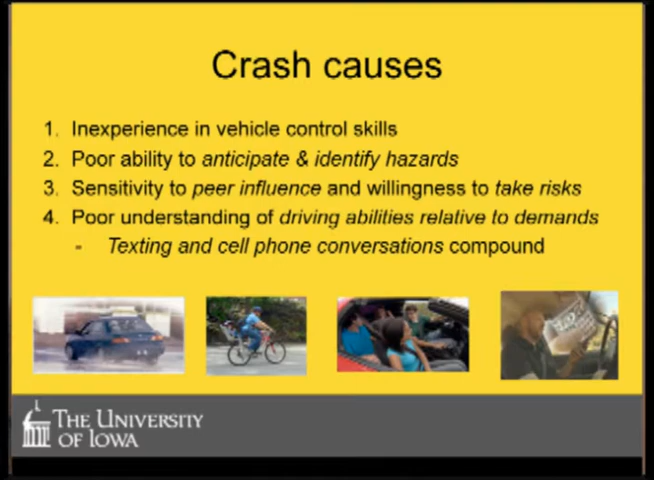 Crash causes
1. Inexperience in vehicle control skills
2. Poor ability to anticipate & identify hazards
3. Sensitivity to peer influence and willingness to take risks
4. Poor understanding of driving abilities relative to demands
- Texting and cell phone conversations compound
THE UNIVERSITY
OF IOWA